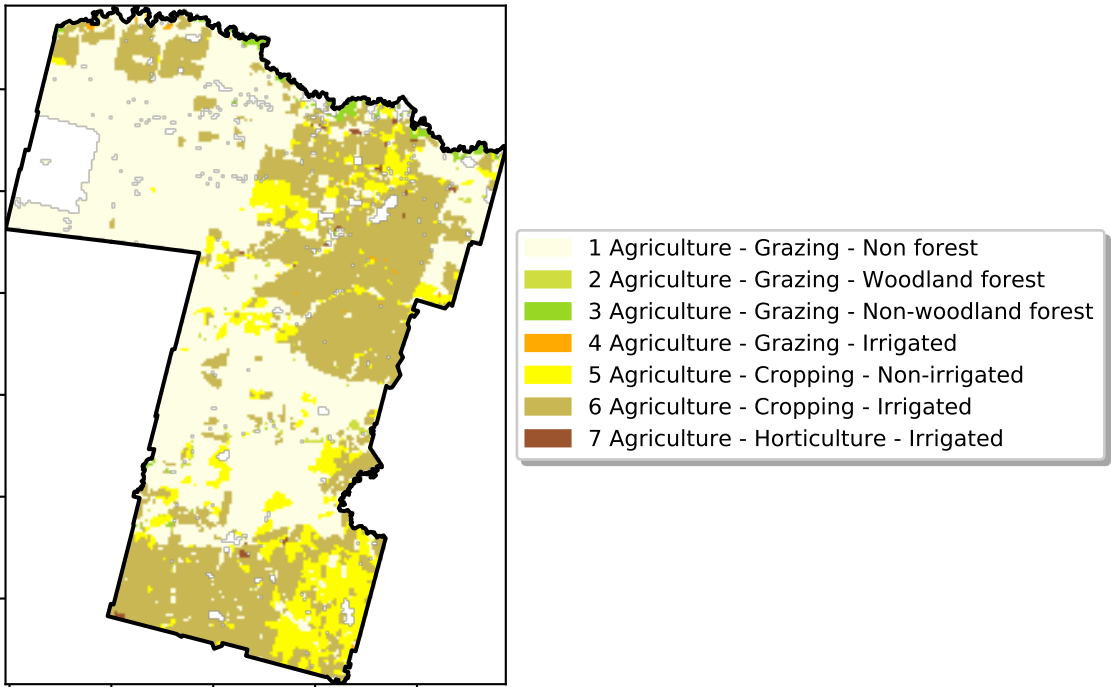 1 Agriculture - Grazing - Non forest
2 Agriculture - Grazing - Woodland forest
3 Agriculture - Grazing - Non-woodland forest
4 Agriculture - Grazing - Irrigated
5 Agriculture - Cropping - Non-irrigated
6 Agriculture - Cropping - Irrigated
7 Agriculture - Horticulture - Irrigated